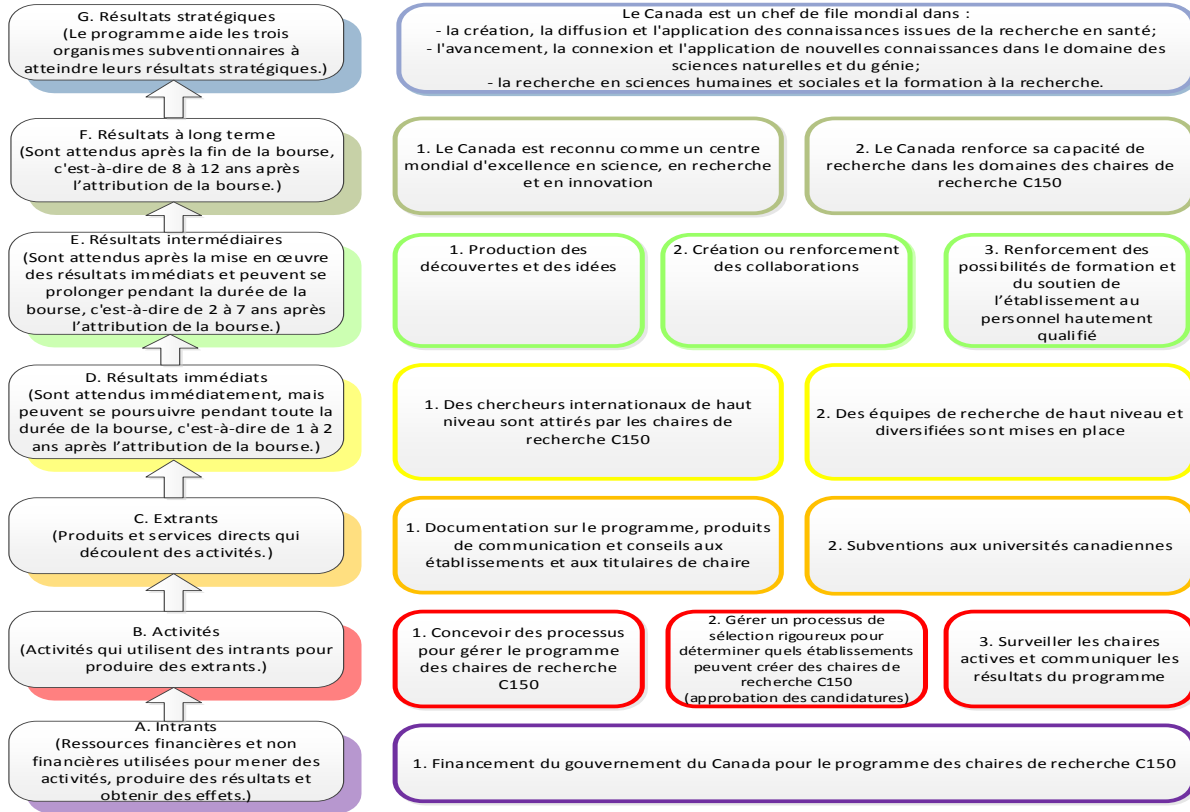 G. Résultats stratégiques
(Le programme aide les trois
organismes subventionnaires à
atteindre leurs résultats stratégiques.)
Le Canada est un chef de file mondial dans :
- la création, la diffusion et l'application des connaissances issues de la recherche en santé;
- l'avancement, la connexion et l'application de nouvelles connaissances dans le domaine des
sciences naturelles et du génie;
- la recherche en sciences humaines et sociales et la formation à la recherche.
F. Résultats à long terme
(Sont attendus après la fin de la bourse,
c'est-à-dire de 8 à 12 ans après
l’attribution de la bourse.)
1. Le Canada est reconnu comme un centre
mondial d'excellence en science, en recherche
et en innovation
2. Le Canada renforce sa capacité de
recherche dans les domaines des chaires de
recherche C150
E. Résultats intermédiaires
(Sont attendus après la mise en œuvre
des résultats immédiats et peuvent se
prolonger pendant la durée de la
bourse, c'est-à-dire de 2 à 7 ans après
l’attribution de la bourse.)
1. Production des
découvertes et des idées
2. Création ou renforcement
des collaborations
3. Renforcement des
possibilités de formation et
du soutien de
l’établissement au
personnel hautement
qualifié
D. Résultats immédiats
(Sont attendus immédiatement, mais
peuvent se poursuivre pendant toute la
durée de la bourse, c'est-à-dire de 1 à 2
ans après l’attribution de la bourse.)
1. Des chercheurs internationaux de haut
niveau sont attirés par les chaires de
recherche C150
2. Des équipes de recherche de haut niveau et
diversifiées sont mises en place
C. Extrants
(Produits et services directs qui
découlent des activités.)
1. Documentation sur le programme, produits
de communication et conseils aux
établissements et aux titulaires de chaire
2. Subventions aux universités canadiennes
B. Activités
(Activités qui utilisent des intrants pour
produire des extrants.)
1. Concevoir des processus
pour gérer le programme
des chaires de recherche
C150
2. Gérer un processus de
sélection rigoureux pour
déterminer quels établissements
peuvent créer des chaires de
recherche C150
(approbation des candidatures)
3. Surveiller les chaires
actives et communiquer les
résultats du programme
A. Intrants
(Ressources financières et non
financières utilisées pour mener des
activités, produire des résultats et
obtenir des effets.)
1. Financement du gouvernement du Canada pour le programme des chaires de recherche C150